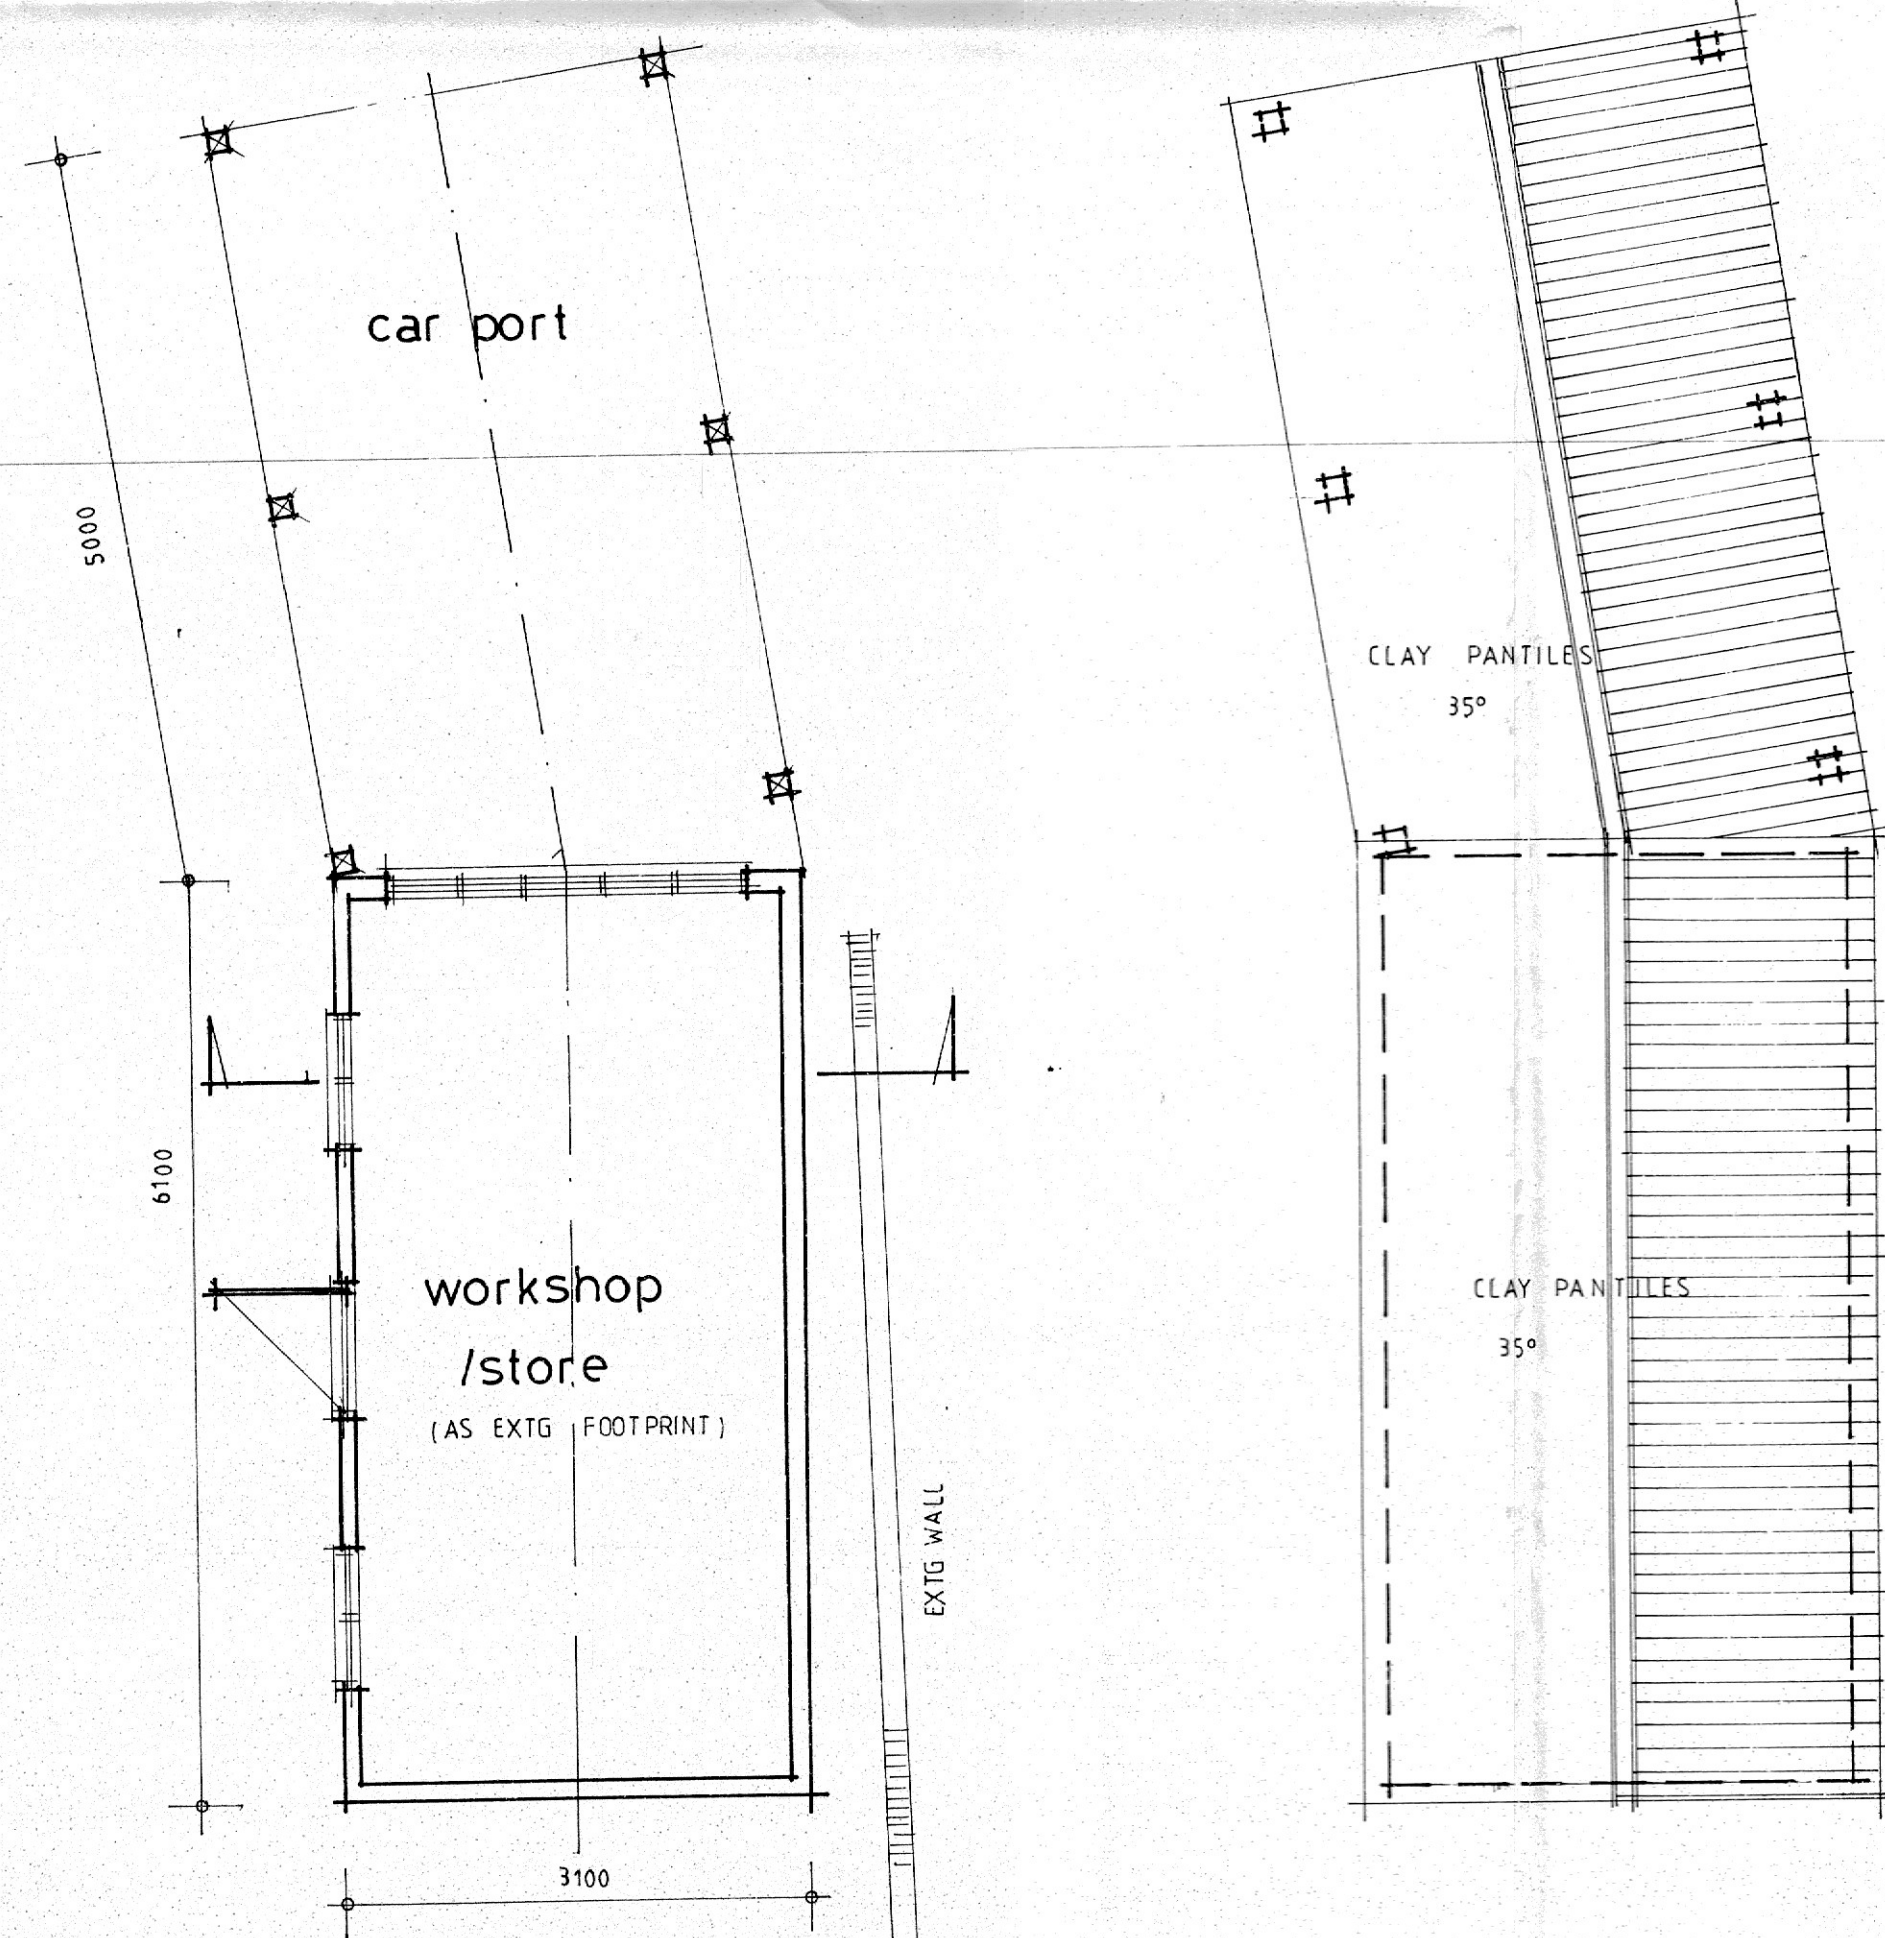 car port
5000
CLAY PANTILES
35°
6100
workshop
/store
(AS EXTG FOOTPRINT)
CLAY PANTILES
35°
EXTG WALL
3100